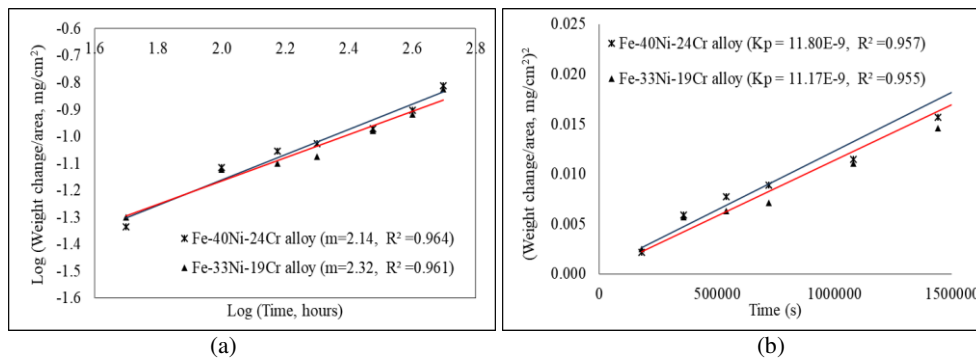 -0.6
1.6 1.8 2.0 2.2 2.4 2.6 2.8
-0.7
-0.8
-0.9
-1.0
-1.1
-1.2
-1.3
-1.4
-1.5
-1.6
Log (Weight change/area, mg/cm²)
Fe-40Ni-24Cr alloy (m=2.14, R² =0.964)
Fe-33Ni-19Cr alloy (m=2.32, R² =0.961)
Log (Time, hours)
(a)
0.025
0.020
0.015
0.010
0.005
0.000
(Weight change/area, mg/cm²)²
Fe-40Ni-24Cr alloy (Kp = 11.80E-9, R² =0.957)
Fe-33Ni-19Cr alloy (Kp = 11.17E-9, R² =0.955)
0 500000 1000000 1500000
Time (s)
(b)